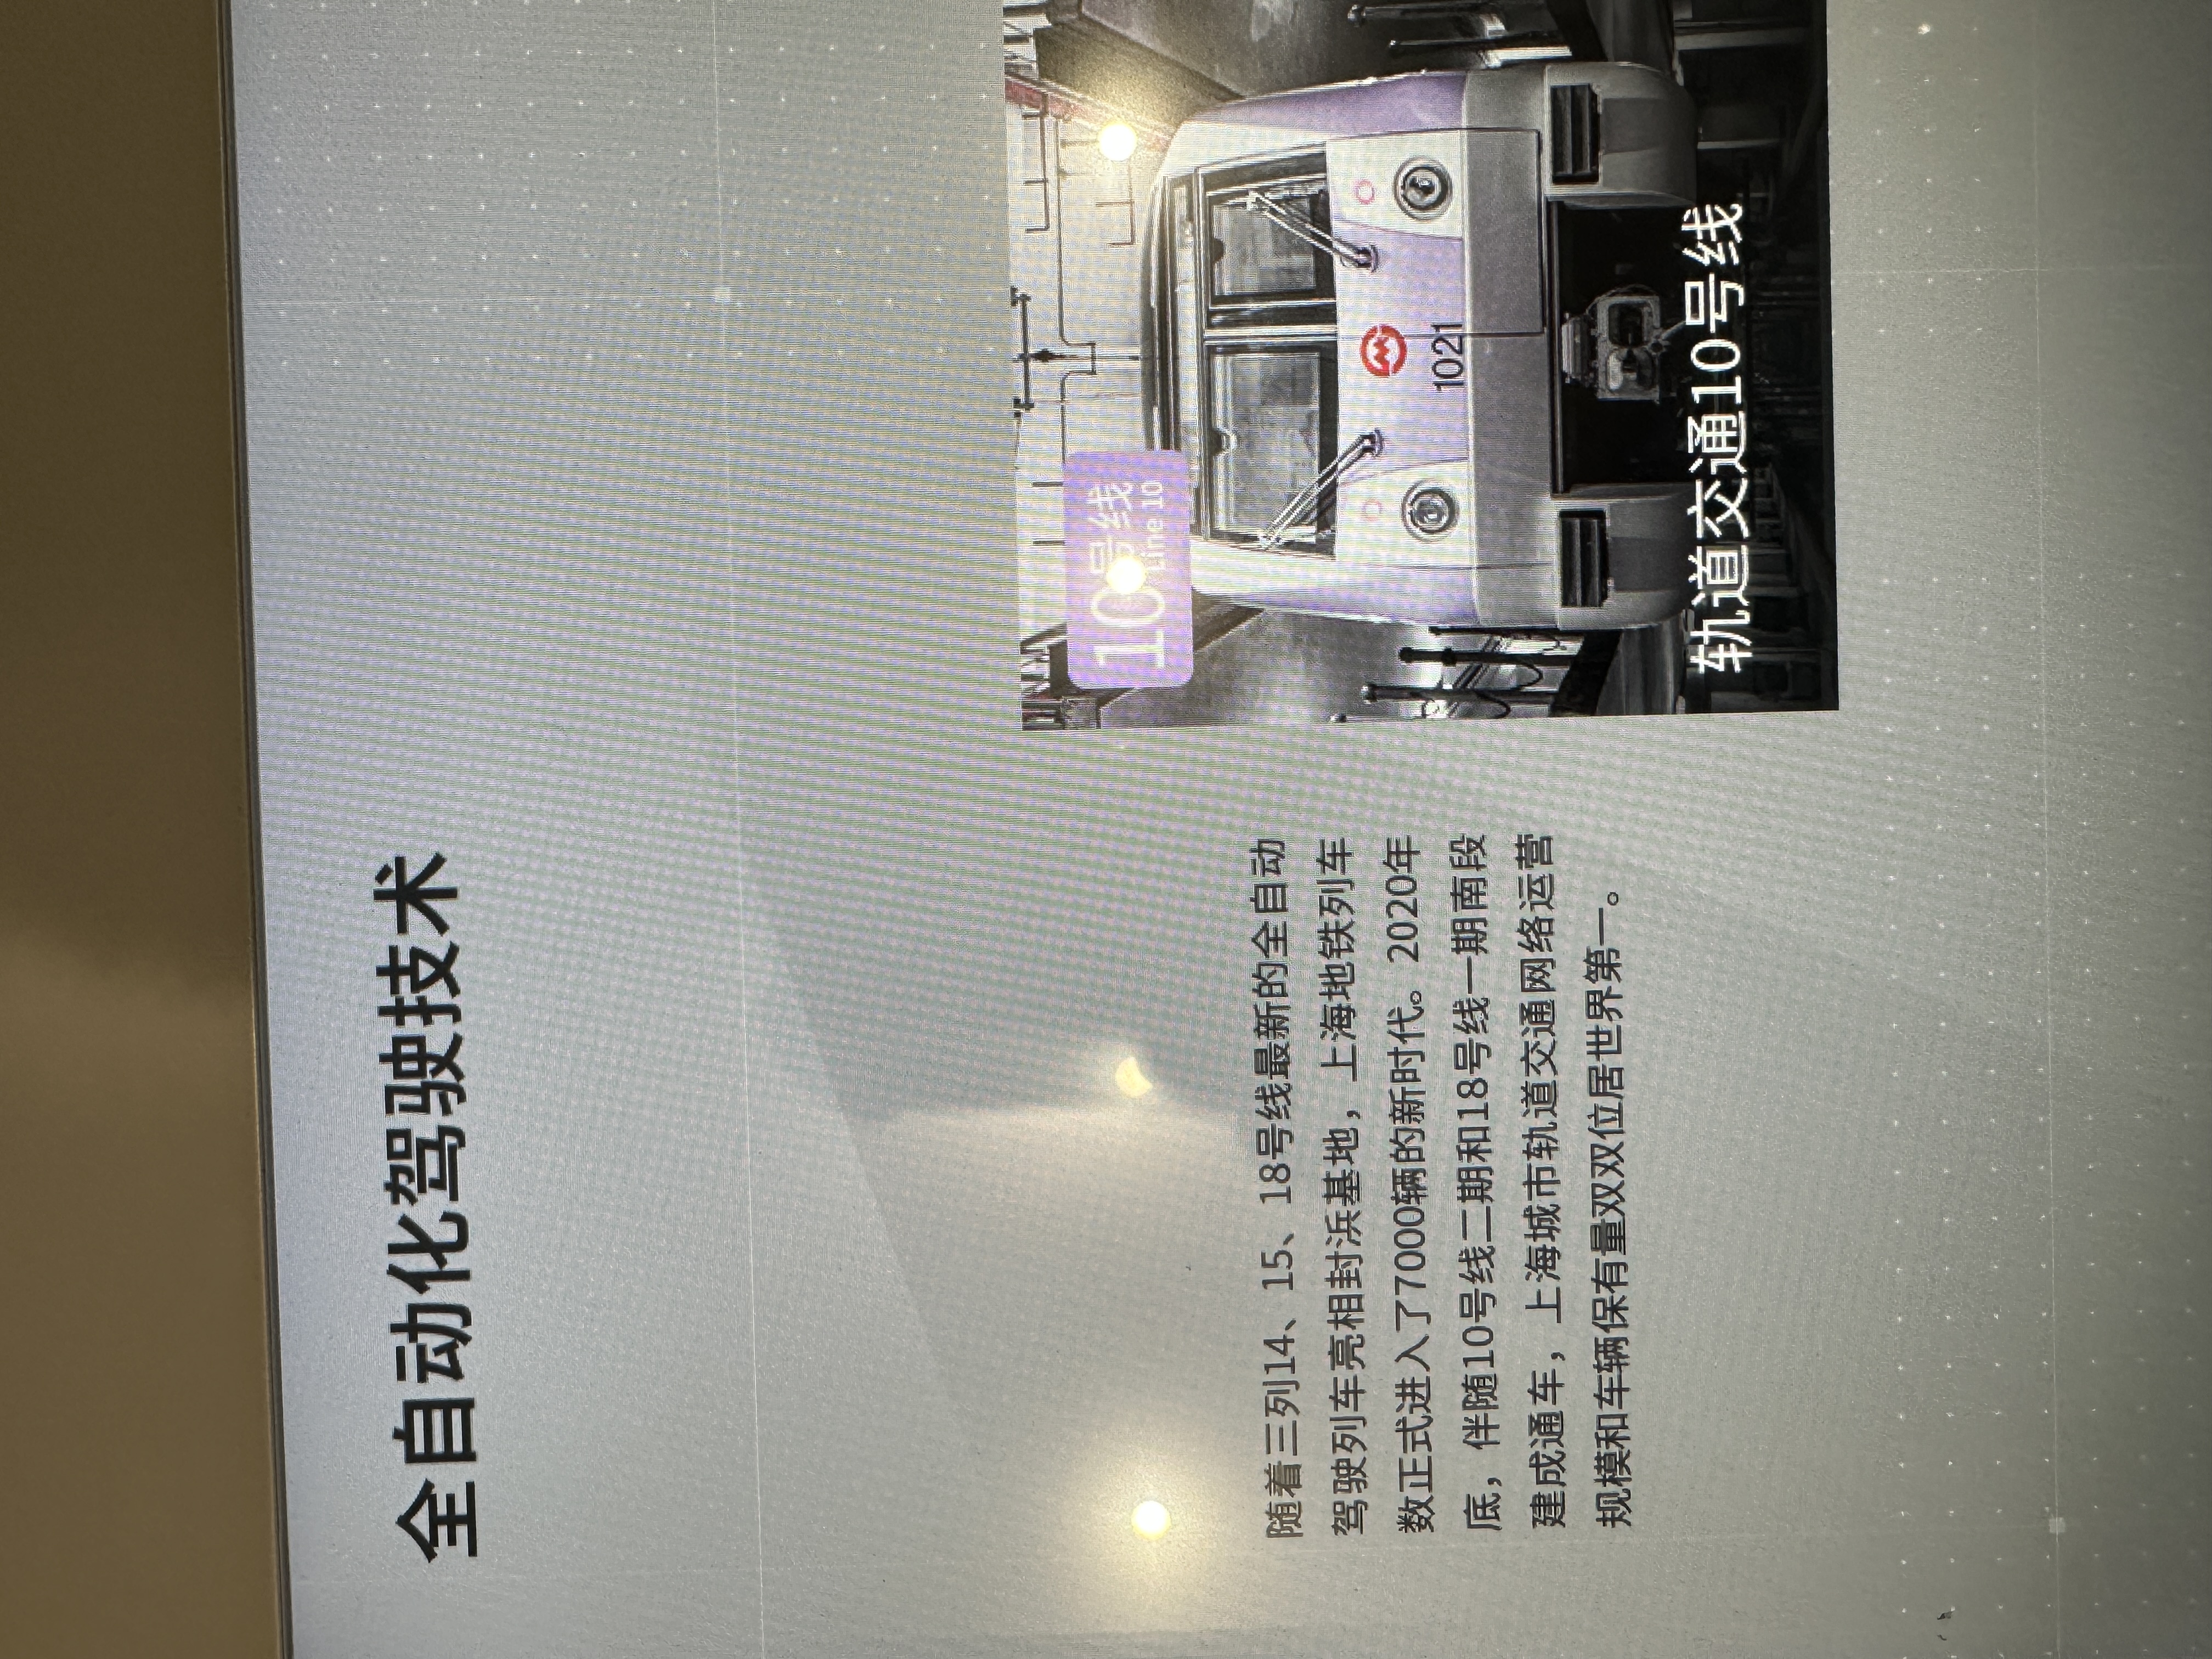 全自动化驾驶技术
随着三列14、15、18号线最新的全自动
驾驶列车亮相封浜基地，上海地铁列车
数正式进入了7000辆的新时代。2020年
底，伴随10号线二期和18号线一期南段
建成通车，上海城市轨道交通网络运营
规模和车辆保有量双双位居世界第一。
10号线
Line 10
1021
轨道交通10号线